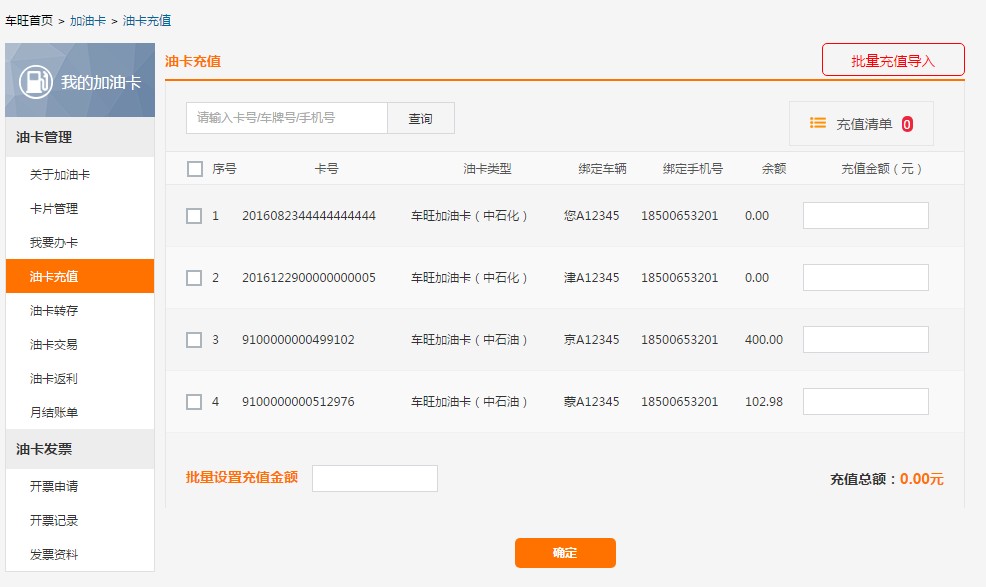 车旺首页 > 加油卡 > 油卡充值
我的加油卡
油卡管理
关于加油卡
卡片管理
我要办卡
油卡充值
油卡转存
油卡交易
油卡返利
月结账单
油卡发票
开票申请
开票记录
发票资料
油卡充值
批量充值导入
请输入卡号/车牌号/手机号 查询
充值清单 0
序号 卡号 油卡类型 绑定车辆 绑定手机号 余额 充值金额（元）
1 2016082344444444444 车旺加油卡（中石化） 您A12345 18500653201 0.00
2 2016122900000000005 车旺加油卡（中石化） 津A12345 18500653201 0.00
3 9100000000499102 车旺加油卡（中石油） 京A12345 18500653201 400.00
4 9100000000512976 车旺加油卡（中石油） 蒙A12345 18500653201 102.98
批量设置充值金额
充值总额：0.00元
确定